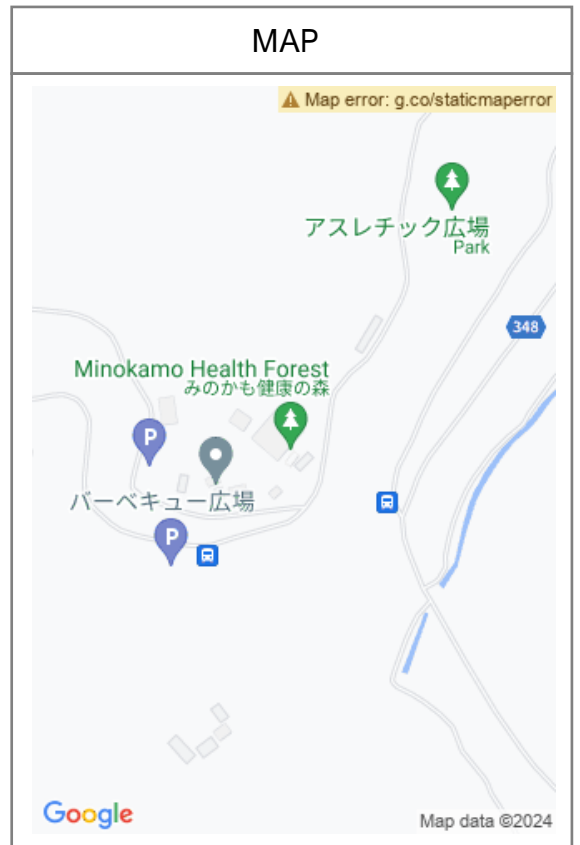 MAP
Map error: g.co/staticmaperror
アスレチック広場
Park
348
Minokamo Health Forest
みのかも健康の森
P
バーベキュー広場
P
Google
Map data ©2024